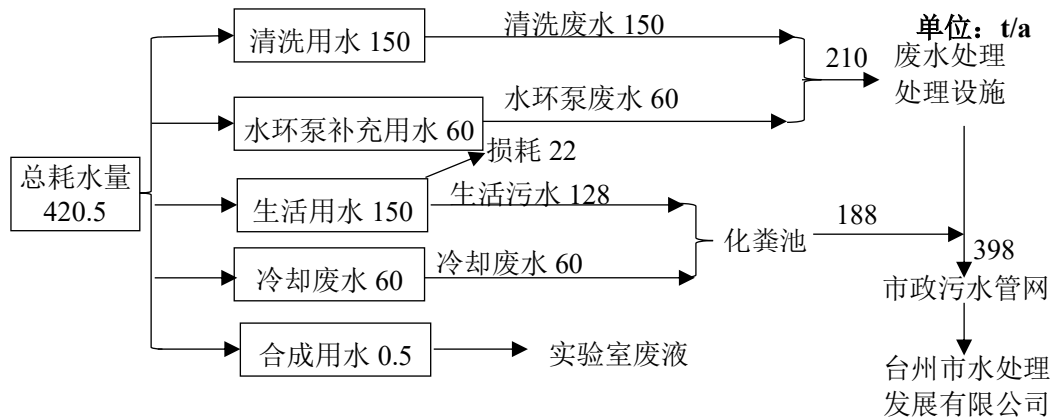 单位：t/a
清洗用水 150
清洗废水 150
210
废水处理
处理设施
水环泵补充用水 60
水环泵废水 60
损耗 22
总耗水量
420.5
生活用水 150
生活污水 128
化粪池
188
冷却废水 60
冷却废水 60
398
市政污水管网
合成用水 0.5
实验室废液
台州市水处理
发展有限公司